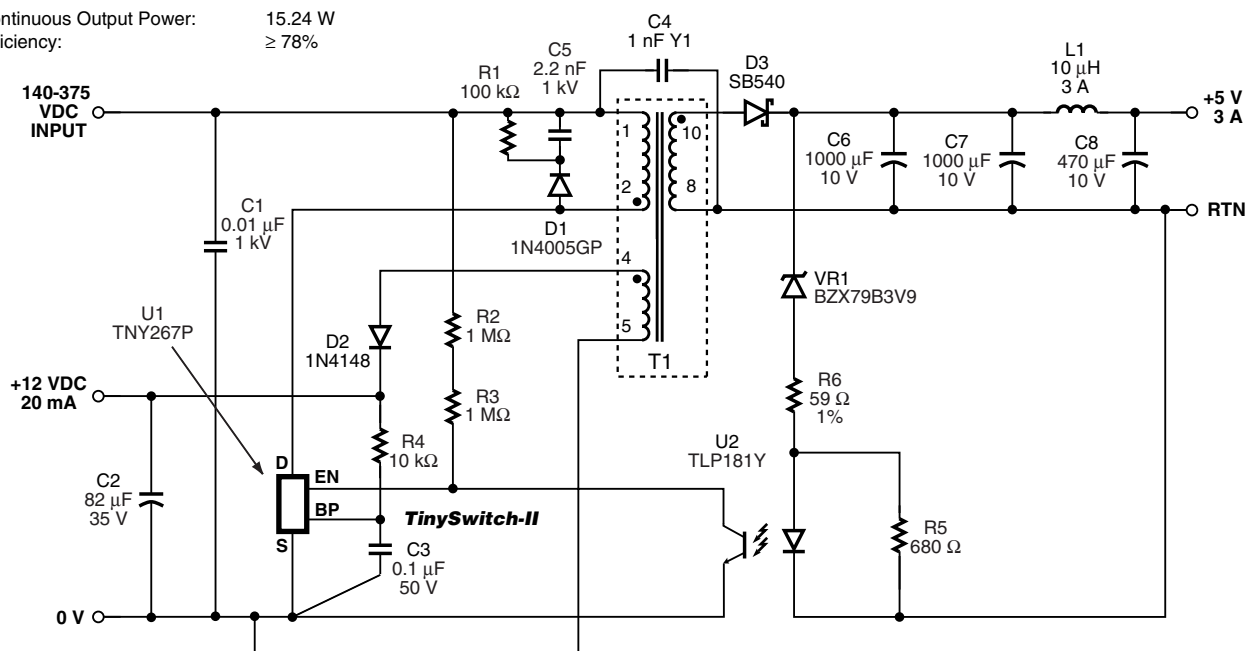 ontinuous Output Power: 15.24 W
iciency: ≥ 78%
C4
1 nF Y1
C5
2.2 nF
1 kV
R1
100 kΩ
D3
SB540
L1
10 µH
3 A
140-375
VDC
INPUT
+5 V
3 A
1
10
2
8
C6
1000 µF
10 V
C7
1000 µF
10 V
C8
470 µF
10 V
C1
0.01 µF
1 kV
D1
1N4005GP
RTN
4
5
T1
VR1
BZX79B3V9
U1
TNY267P
D2
1N4148
R2
1 MΩ
+12 VDC
20 mA
R3
1 MΩ
R6
59 Ω
1%
R4
10 kΩ
U2
TLP181Y
C2
82 µF
35 V
D
EN
BP
S
TinySwitch-II
R5
680 Ω
C3
0.1 µF
50 V
0 V